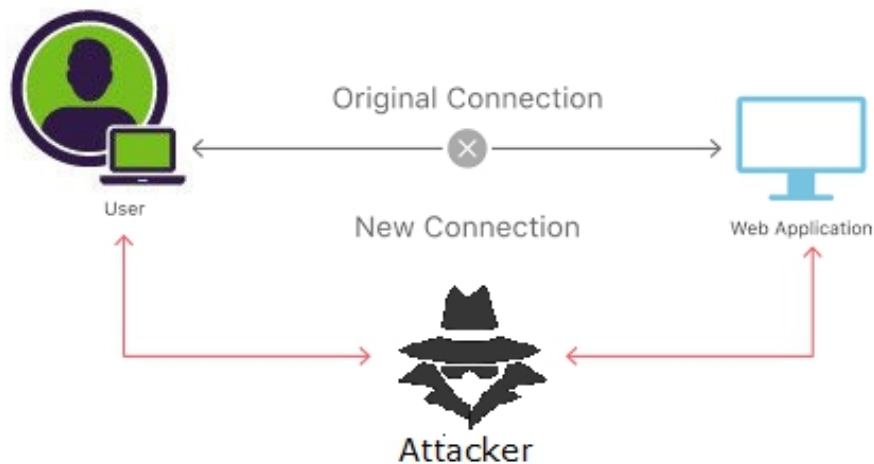 Original Connection
User
New Connection
Web Application
Attacker